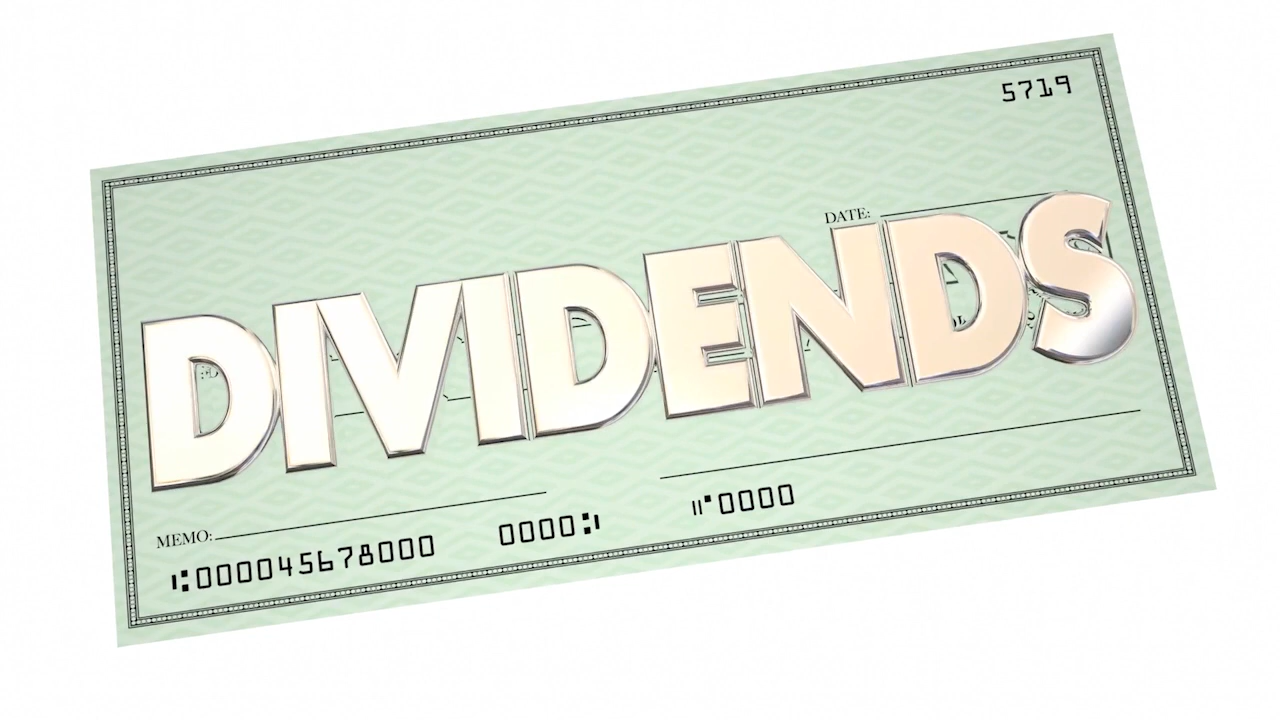 5719
DATE:
DIVIDENDS
MEMO:
⑆000045678000 0000⑆ ⑈0000